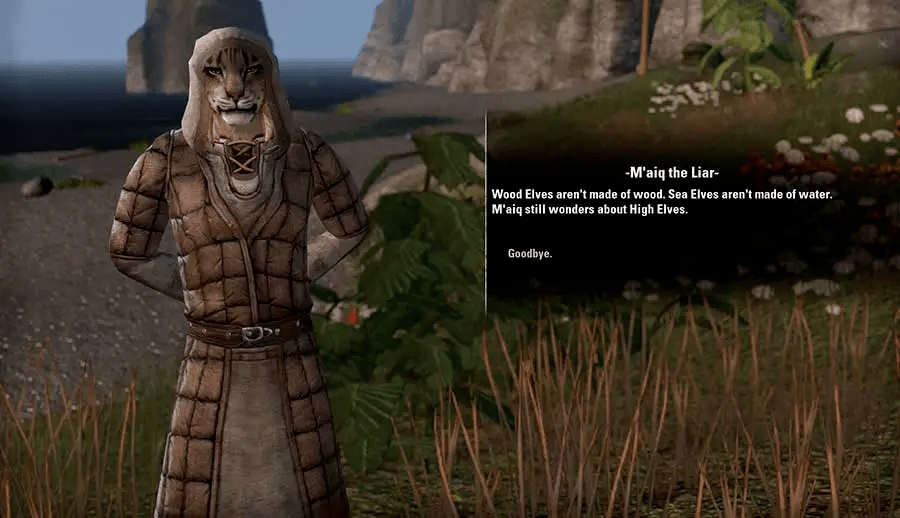 -M'aiq the Liar-
Wood Elves aren't made of wood. Sea Elves aren't made of water.
M'aiq still wonders about High Elves.
Goodbye.